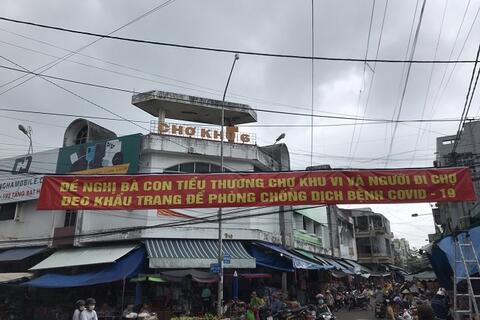 CHỢ KHU 6
ĐỀ NGHỊ BÀ CON TIỂU THƯƠNG CHỢ KHU VI VÀ NGƯỜI ĐI CHỢ
ĐEO KHẨU TRANG ĐỂ PHÒNG CHỐNG DỊCH BỆNH COVID - 19